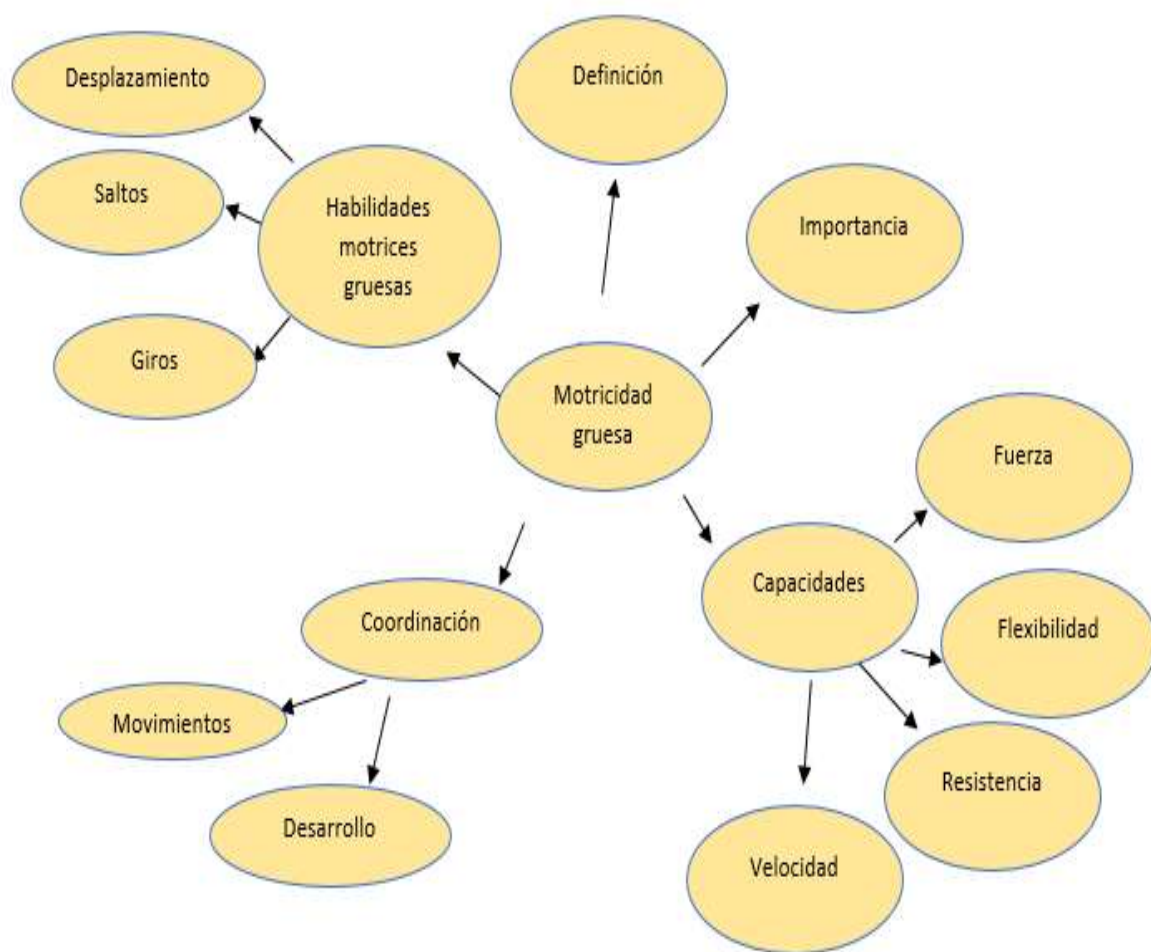 Desplazamiento
Definición
Saltos
Habilidades
motrices
gruesas
Importancia
Giros
Motricidad
gruesa
Fuerza
Capacidades
Coordinación
Flexibilidad
Movimientos
Resistencia
Desarrollo
Velocidad